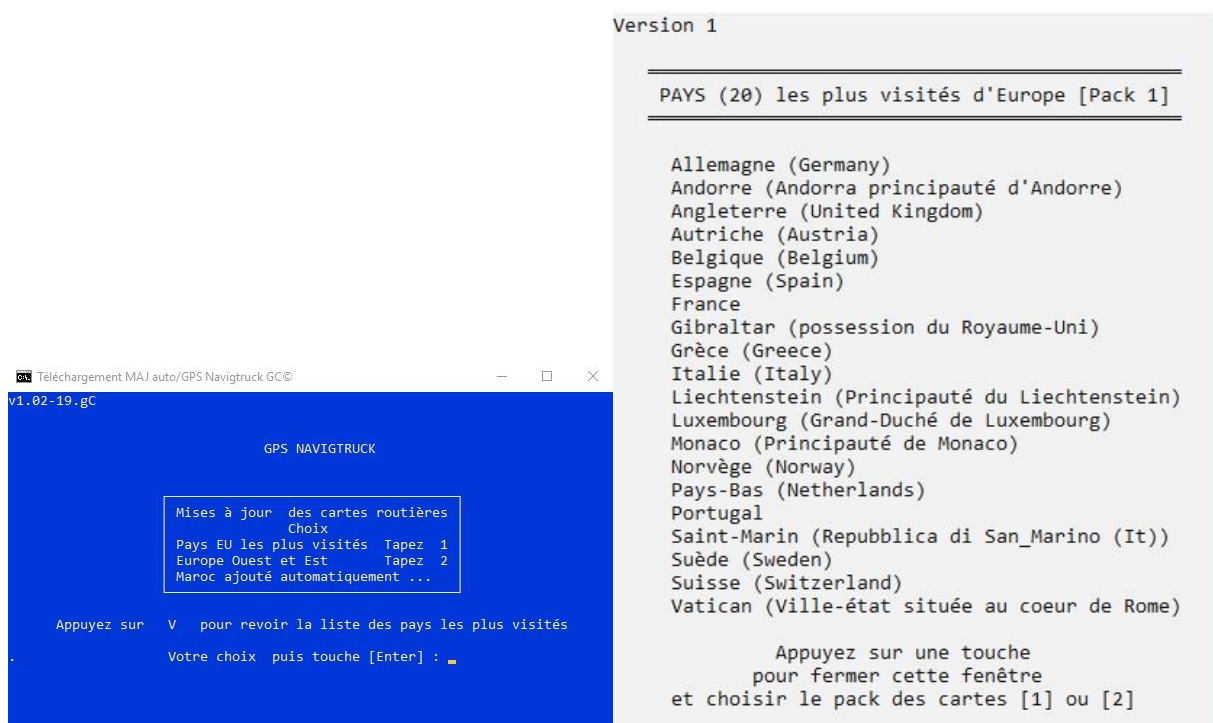 Téléchargement MAJ auto/GPS Navigtruck GC©
v1.02-19.gC
GPS NAVIGTRUCK
Mises à jour des cartes routières
Choix
Pays EU les plus visités Tapez 1
Europe Ouest et Est Tapez 2
Maroc ajouté automatiquement ...
Appuyez sur V pour revoir la liste des pays les plus visités
. Votre choix puis touche [Enter] :
Version 1
PAYS (20) les plus visités d'Europe [Pack 1]
Allemagne (Germany)
Andorre (Andorra principauté d'Andorre)
Angleterre (United Kingdom)
Autriche (Austria)
Belgique (Belgium)
Espagne (Spain)
France
Gibraltar (possession du Royaume-Uni)
Grèce (Greece)
Italie (Italy)
Liechtenstein (Principauté du Liechtenstein)
Luxembourg (Grand-Duché de Luxembourg)
Monaco (Principauté de Monaco)
Norvège (Norway)
Pays-Bas (Netherlands)
Portugal
Saint-Marin (Repubblica di San_Marino (It))
Suède (Sweden)
Suisse (Switzerland)
Vatican (Ville-état située au coeur de Rome)
Appuyez sur une touche
pour fermer cette fenêtre
et choisir le pack des cartes [1] ou [2]